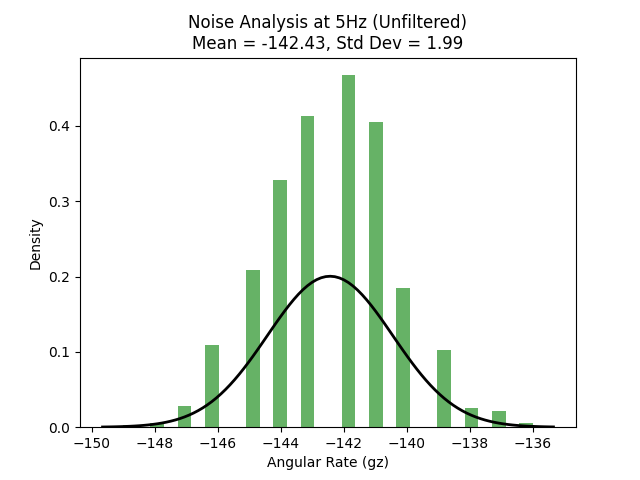 Noise Analysis at 5Hz (Unfiltered)
Mean = -142.43, Std Dev = 1.99
Density
0.4
0.3
0.2
0.1
0.0
−150 −148 −146 −144 −142 −140 −138 −136
Angular Rate (gz)